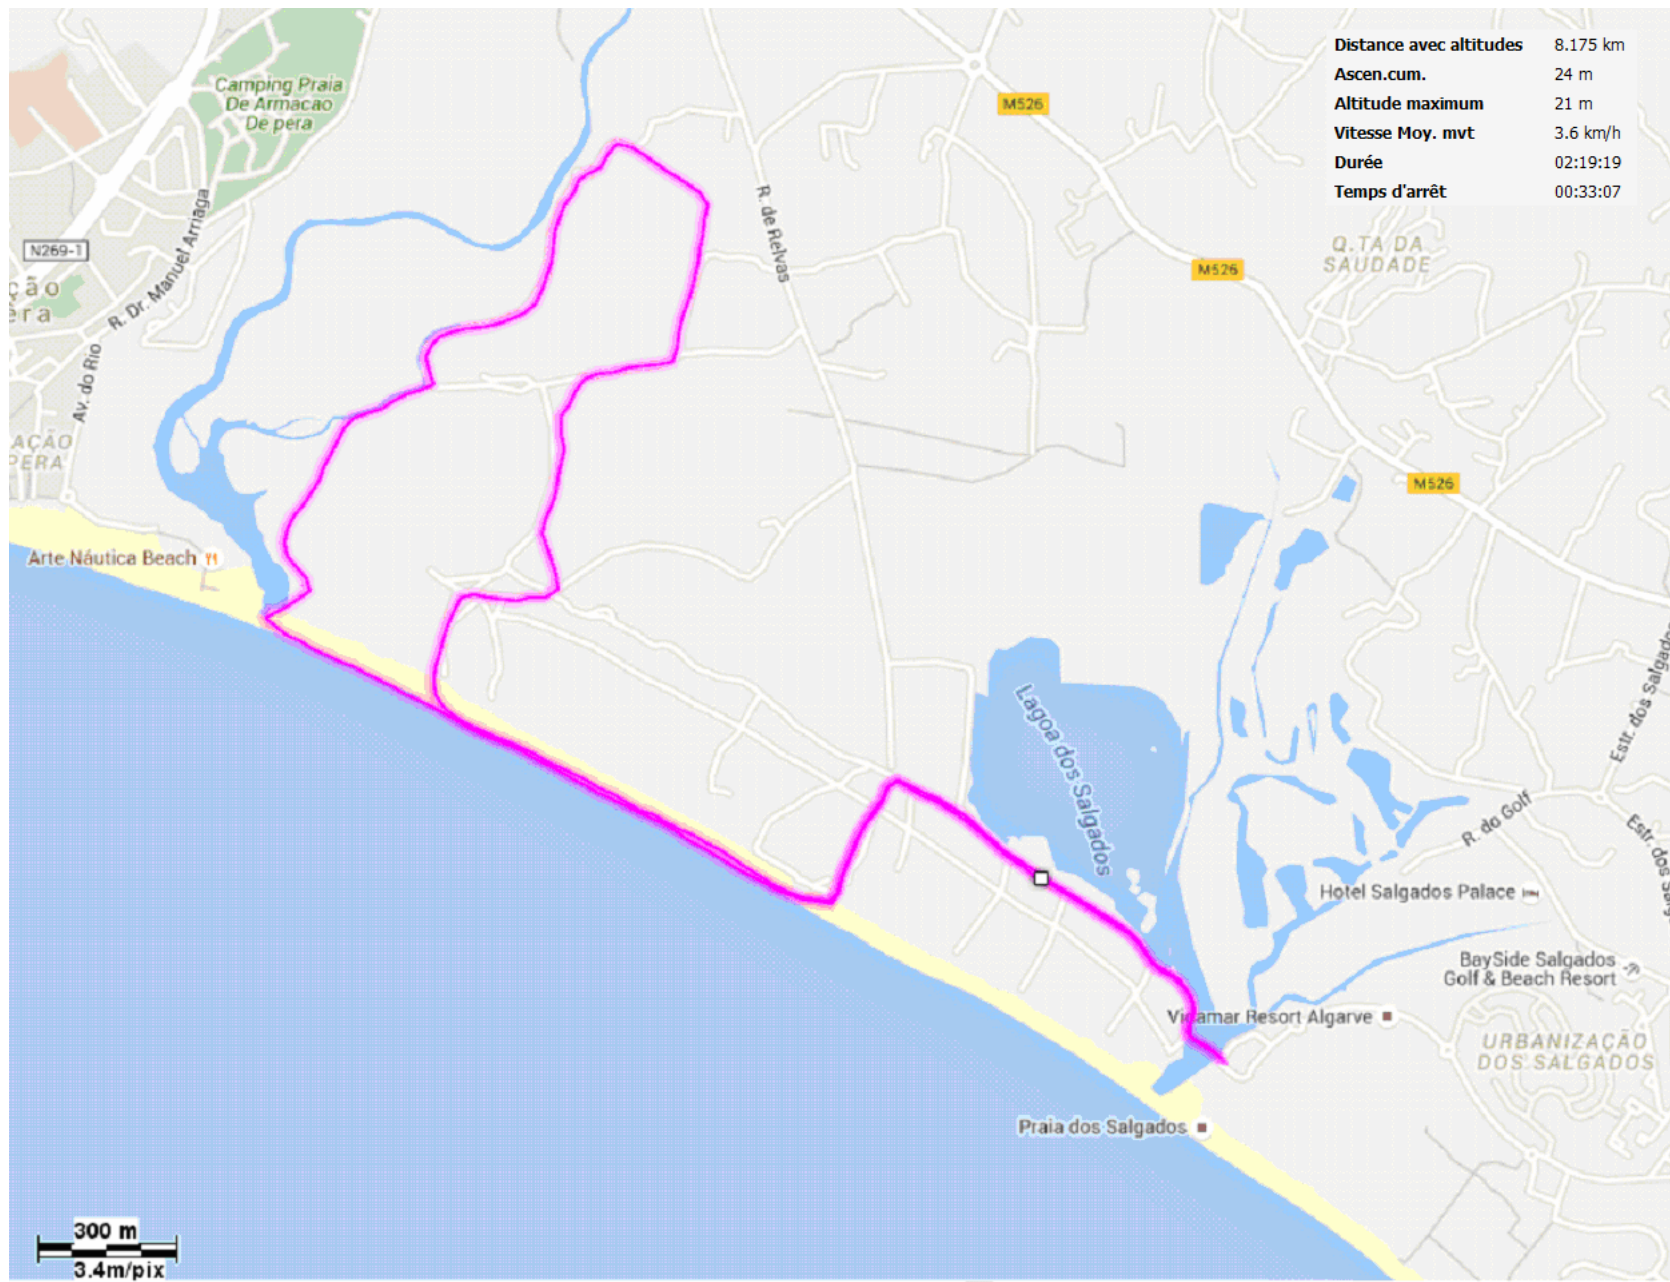 Distance avec altitudes 8.175 km
Ascen.cum. 24 m
Altitude maximum 21 m
Vitesse Moy. mvt 3.6 km/h
Durée 02:19:19
Temps d'arrêt 00:33:07
Camping Praia
De Armacao
De pera
M526
R. Dr. Manuel Arriaga
R. de Relvas
N269-1
Q.TA DA
SAUDADE
M526
ção
era
Av. do Rio
AÇÃO
PERA
M526
Arte Náutica Beach
Estr. dos Salgados
Lagoa dos Salgados
R. do Golf
Estr. dos
Hotel Salgados Palace
BaySide Salgados
Golf & Beach Resort
Vidamar Resort Algarve
URBANIZAÇÃO
DOS SALGADOS
Praia dos Salgados
300 m
3.4m/pix